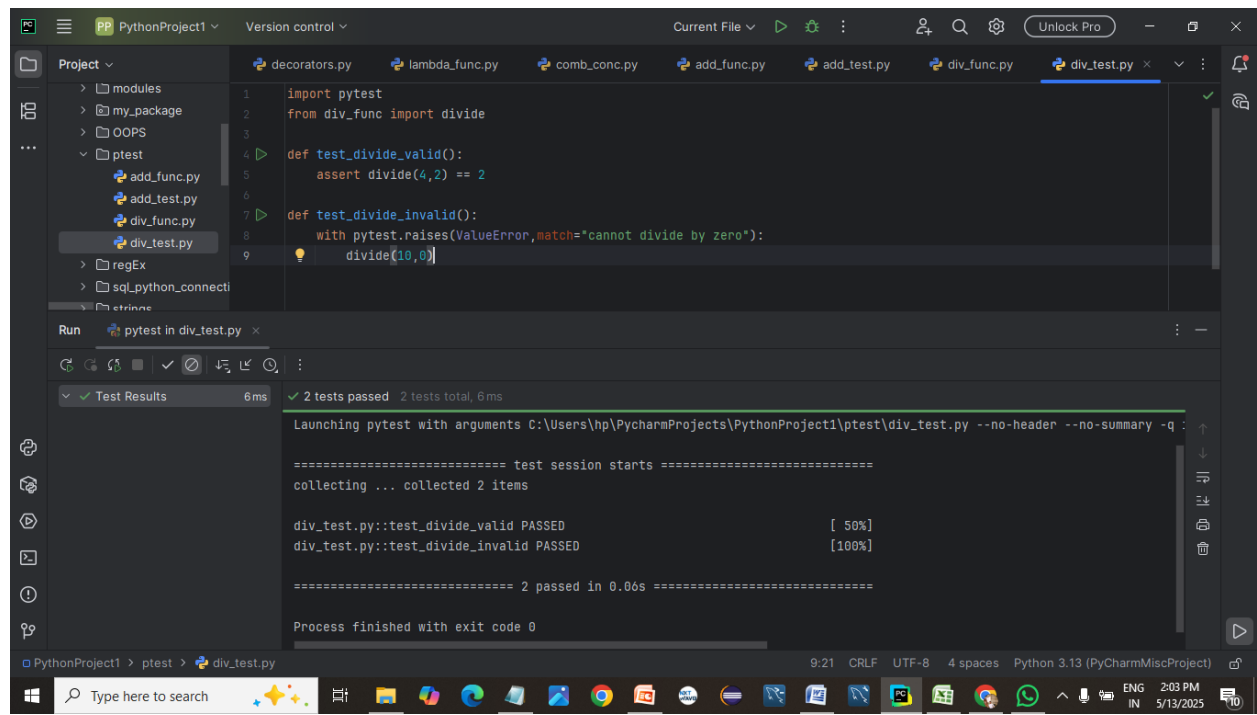 PC PP PythonProject1 Version control Current File Unlock Pro
Project decorators.py lambda_func.py comb_conc.py add_func.py add_test.py div_func.py div_test.py
modules
my_package
OOPS
ptest
add_func.py
add_test.py
div_func.py
div_test.py
regEx
sql_python_connecti
strings
1 import pytest
2 from div_func import divide
3
4 def test_divide_valid():
5     assert divide(4,2) == 2
6
7 def test_divide_invalid():
8     with pytest.raises(ValueError,match="cannot divide by zero"):
9         divide(10,0)
Run pytest in div_test.py
Test Results 6 ms
2 tests passed 2 tests total, 6 ms
Launching pytest with arguments C:\Users\hp\PycharmProjects\PythonProject1\ptest\div_test.py --no-header --no-summary -q
============================= test session starts =============================
collecting ... collected 2 items
div_test.py::test_divide_valid PASSED [ 50%]
div_test.py::test_divide_invalid PASSED [100%]
============================== 2 passed in 0.06s ==============================
Process finished with exit code 0
PythonProject1 > ptest > div_test.py 9:21 CRLF UTF-8 4 spaces Python 3.13 (PyCharmMiscProject)
Type here to search
ENG
IN
2:03 PM
5/13/2025
10